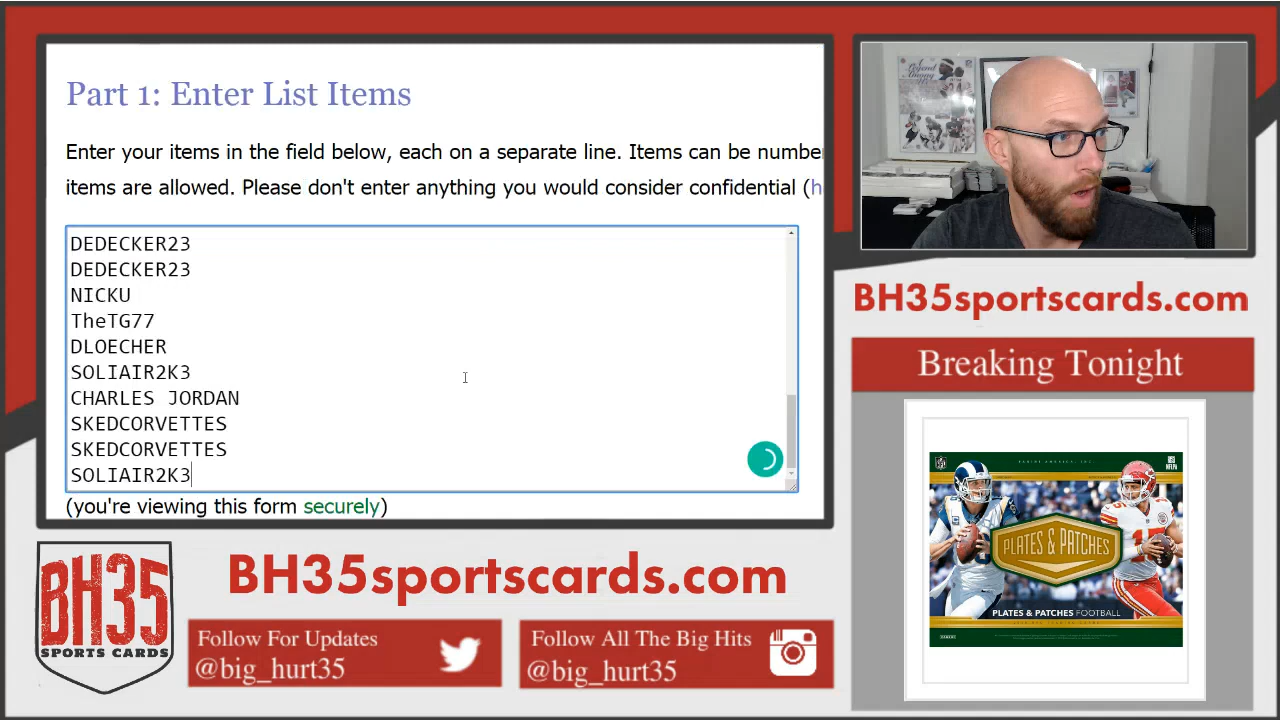 Part 1: Enter List Items
Enter your items in the field below, each on a separate line. Items can be numbe
items are allowed. Please don't enter anything you would consider confidential (h
DEDECKER23
DEDECKER23
NICKU
TheTG77
DLOECHER
SOLIAIR2K3
CHARLES JORDAN
SKEDCORVETTES
SKEDCORVETTES
SOLIAIR2K3
(you're viewing this form securely)
BH35sportscards.com
Breaking Tonight
PLATES & PATCHES
PLATES & PATCHES FOOTBALL
BH35
SPORTS CARDS
BH35sportscards.com
Follow For Updates
@big_hurt35
Follow All The Big Hits
@big_hurt35